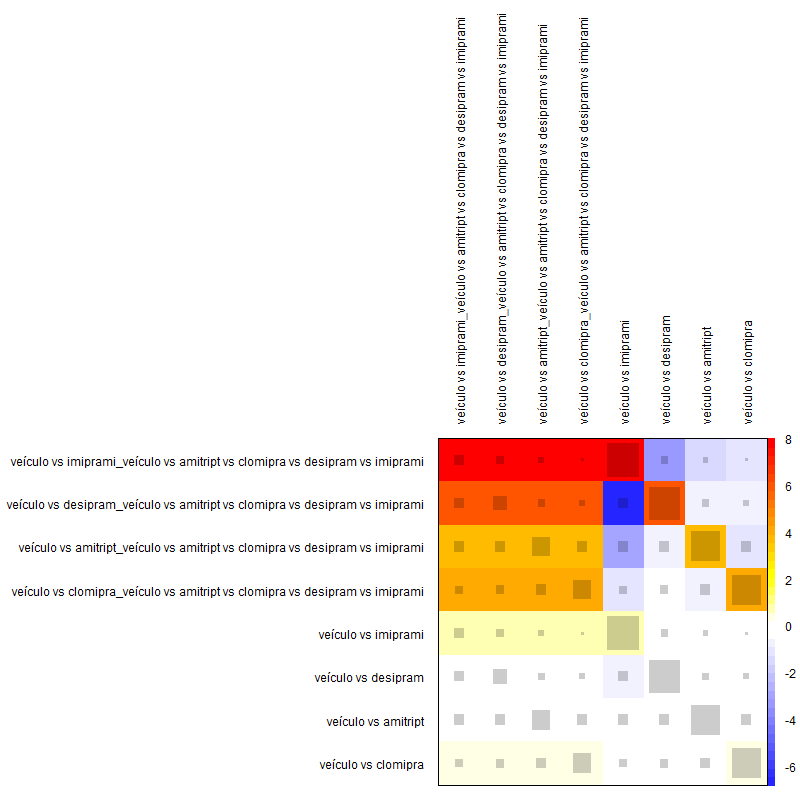 veículo vs imiprami_veículo vs amitript vs clomipra vs desipram vs imiprami
veículo vs desipram_veículo vs amitript vs clomipra vs desipram vs imiprami
veículo vs amitript_veículo vs amitript vs clomipra vs desipram vs imiprami
veículo vs clomipra_veículo vs amitript vs clomipra vs desipram vs imiprami
veículo vs imiprami
veículo vs desipram
veículo vs amitript
veículo vs clomipra
veículo vs imiprami_veículo vs amitript vs clomipra vs desipram vs imiprami
veículo vs desipram_veículo vs amitript vs clomipra vs desipram vs imiprami
veículo vs amitript_veículo vs amitript vs clomipra vs desipram vs imiprami
veículo vs clomipra_veículo vs amitript vs clomipra vs desipram vs imiprami
veículo vs imiprami
veículo vs desipram
veículo vs amitript
veículo vs clomipra
8
6
4
2
0
-2
-4
-6